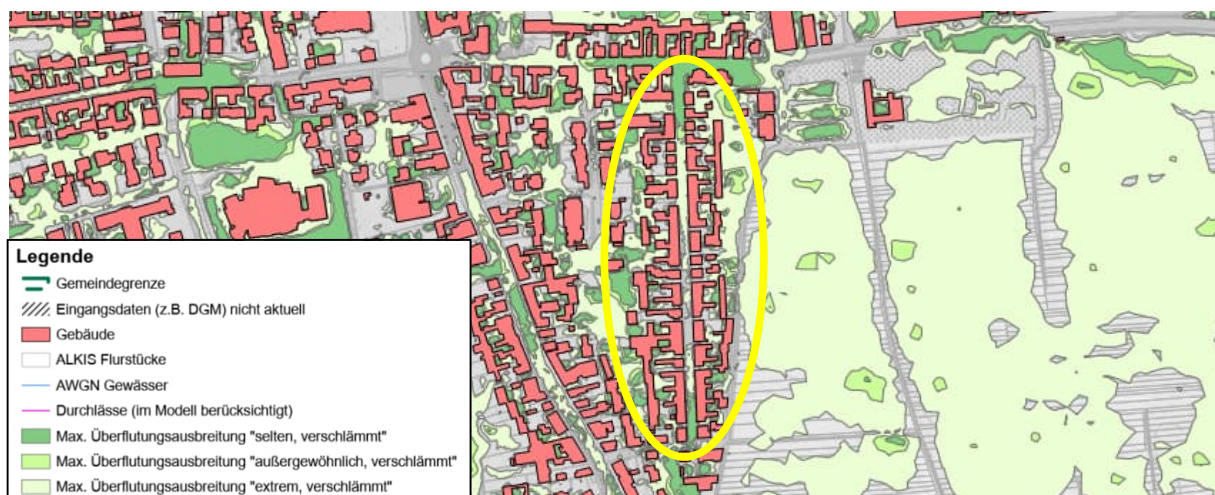 Legende
Gemeindegrenze
Eingangsdaten (z.B. DGM) nicht aktuell
Gebäude
ALKIS Flurstücke
AWGN Gewässer
Durchlässe (im Modell berücksichtigt)
Max. Überflutungsausbreitung "selten, verschlämmt"
Max. Überflutungsausbreitung "außergewöhnlich, verschlämmt"
Max. Überflutungsausbreitung "extrem, verschlämmt"